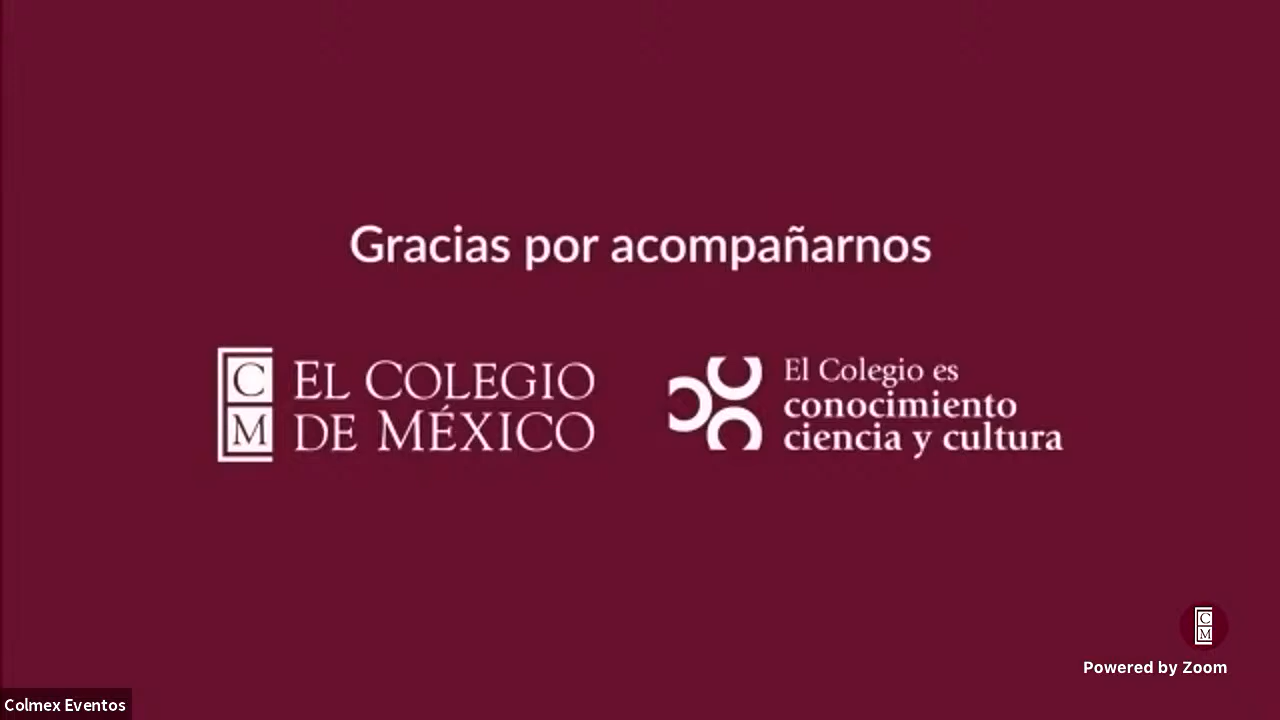 Gracias por acompañarnos
C
M
EL COLEGIO
DE MÉXICO
El Colegio es
conocimiento
ciencia y cultura
C
M
Powered by Zoom
Colmex Eventos